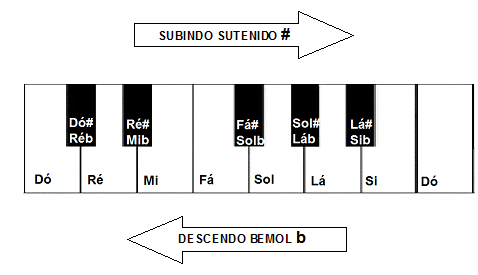 SUBINDO SUTENIDO #
Dó# Ré# Fá# Sol# Lá#
Réb Mib Solb Láb Sib
Dó Ré Mi Fá Sol Lá Si Dó
DESCENDO BEMOL b